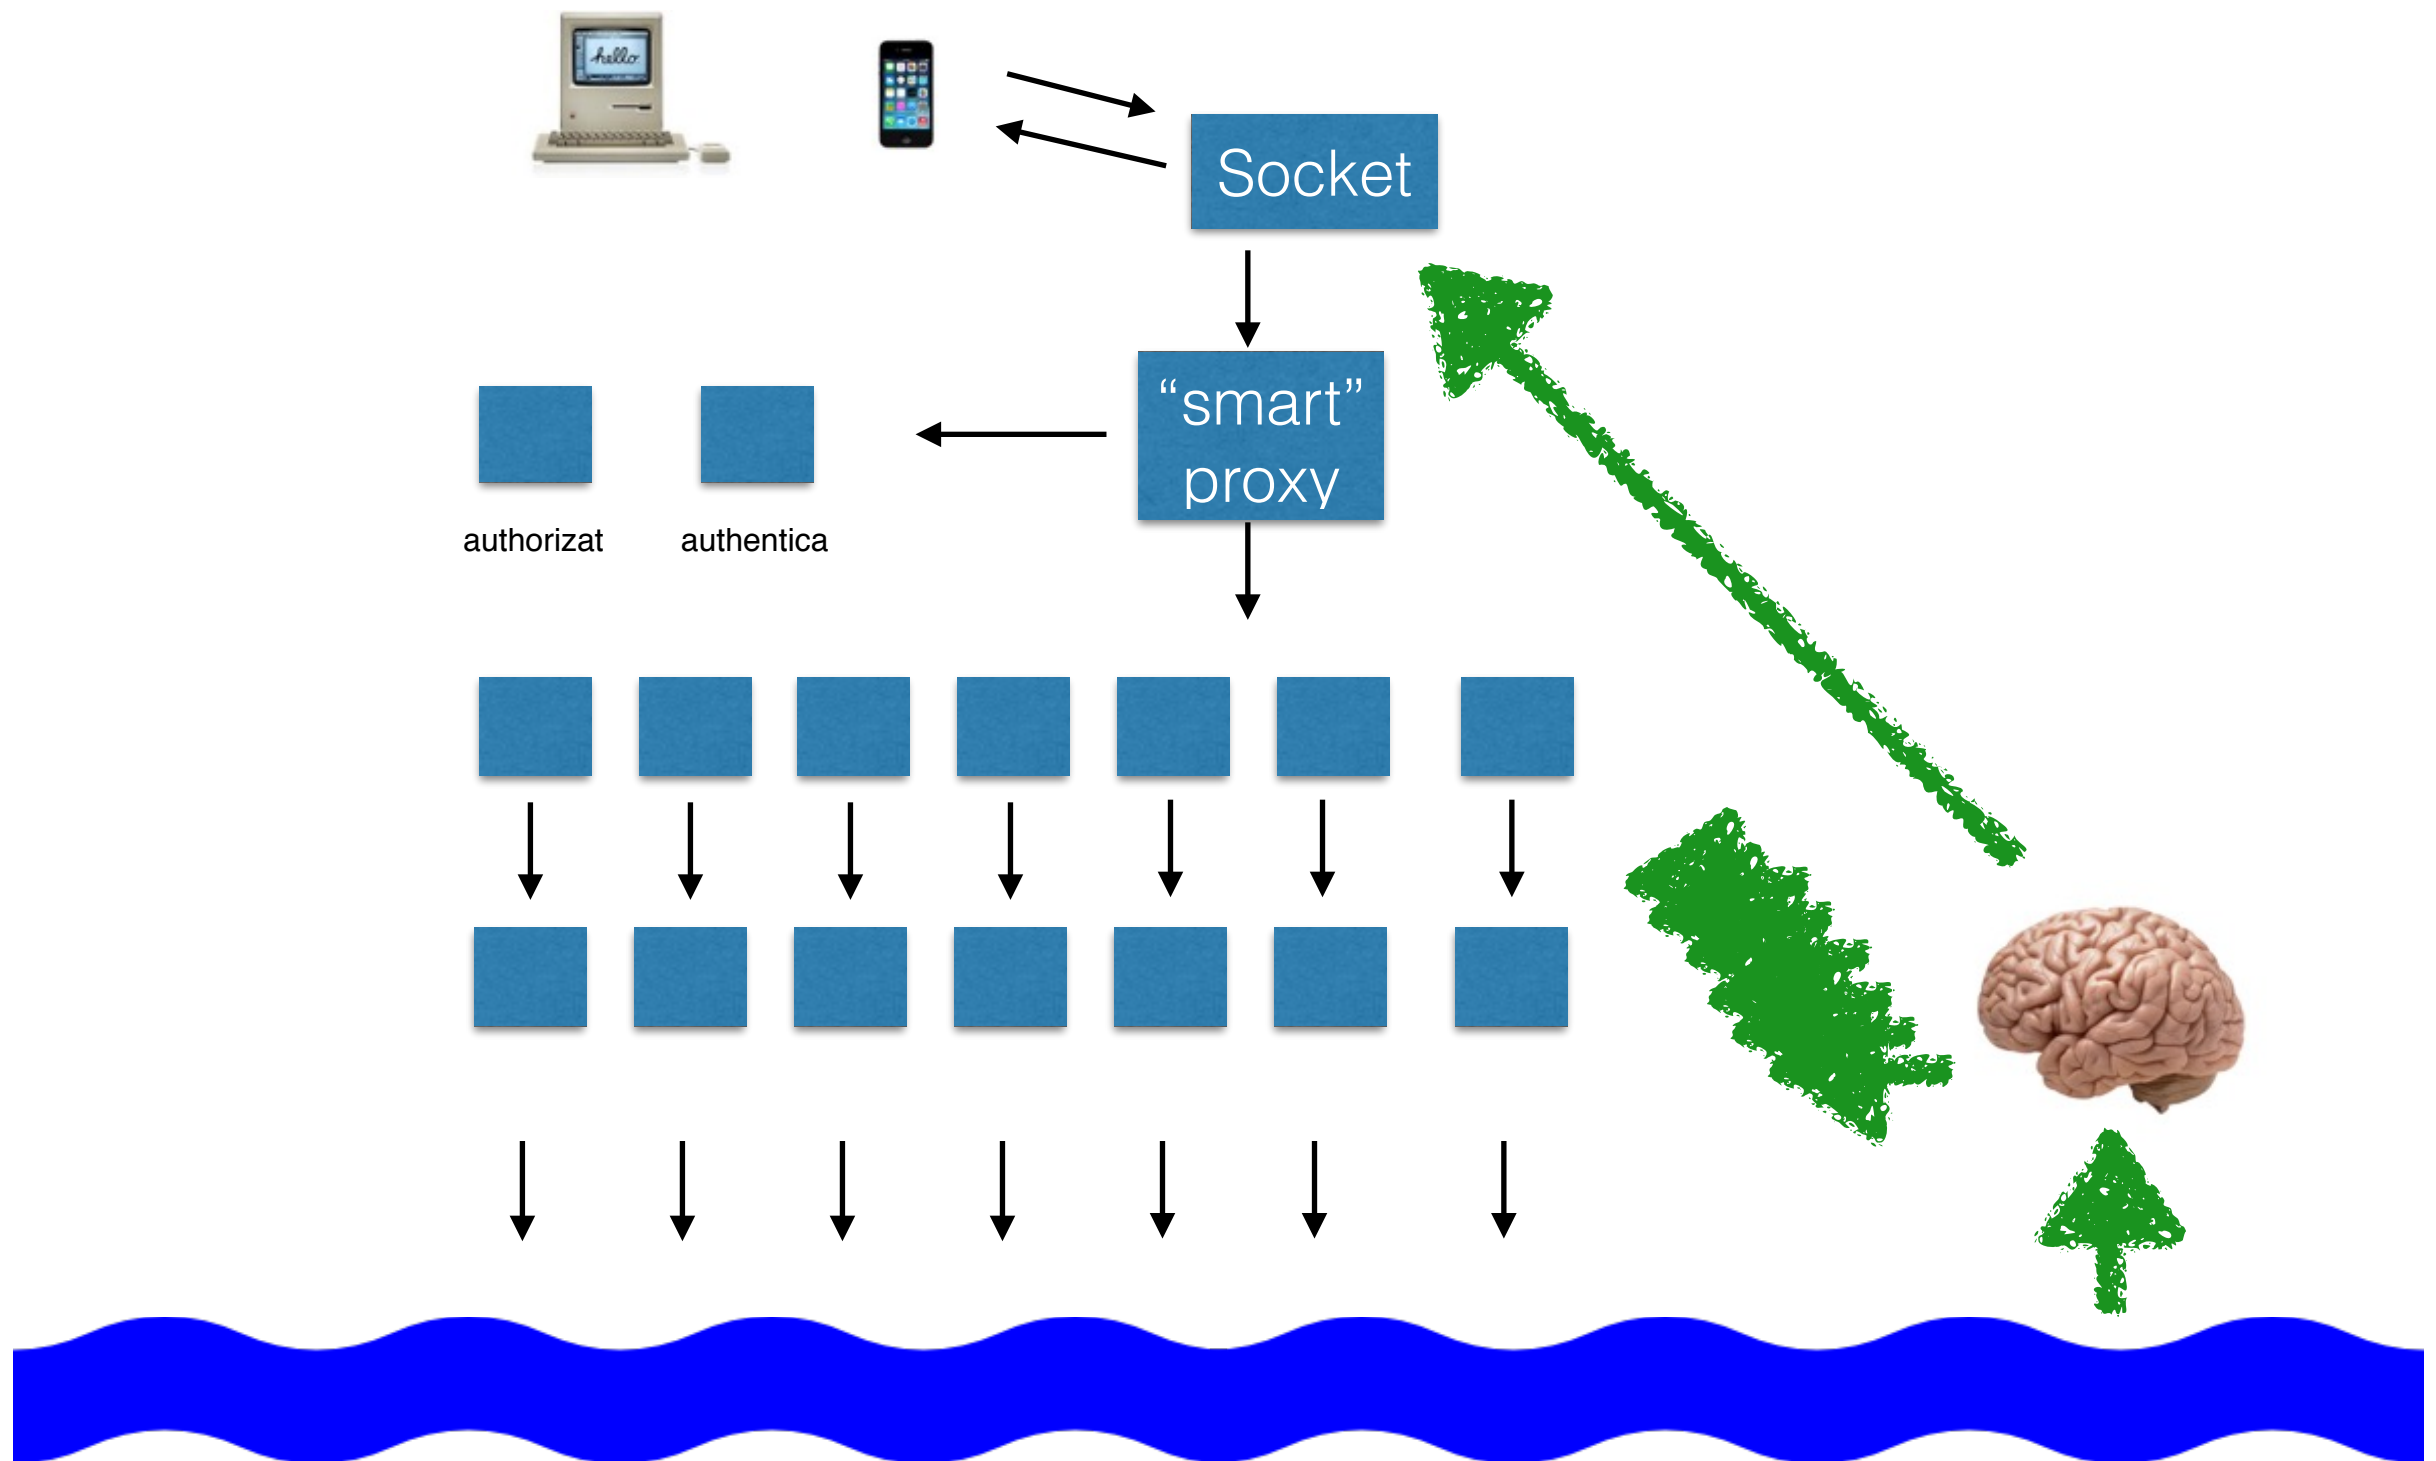 hello
Socket
“smart”
proxy
authorizat
authentica